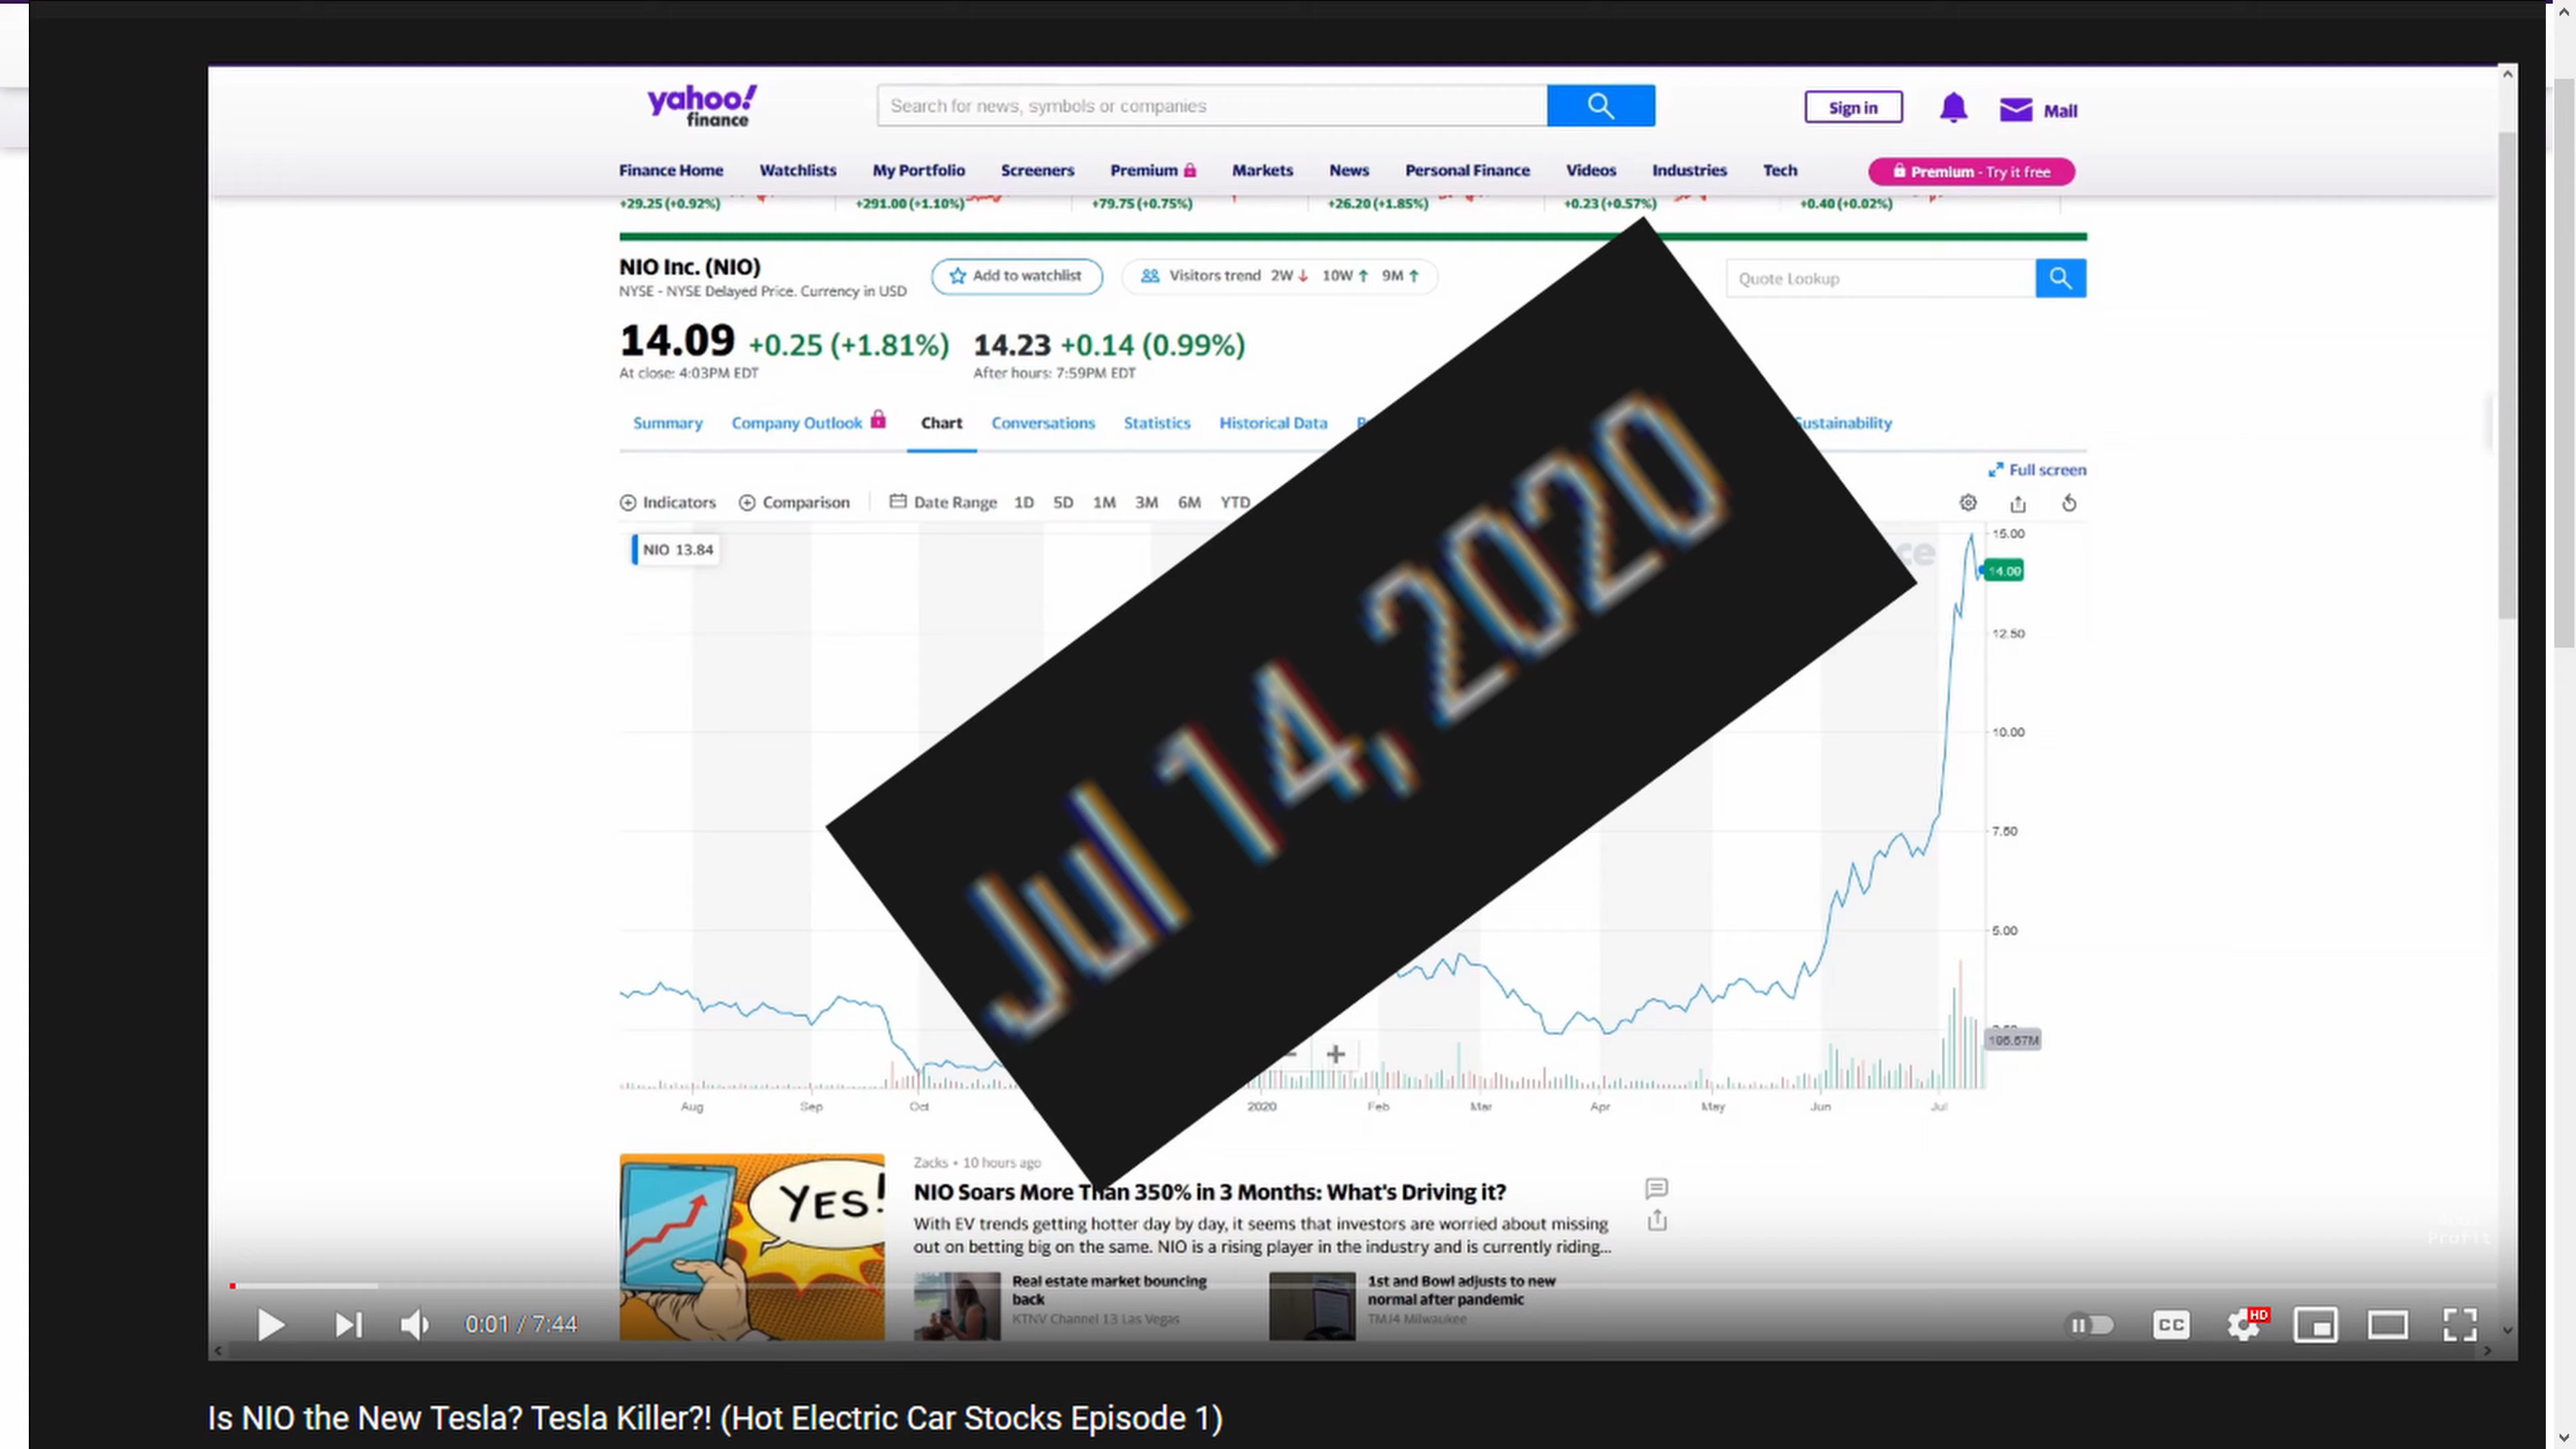 yahoo!
finance
Search for news, symbols or companies
Sign in
Mail
Finance Home Watchlists My Portfolio Screeners Premium Markets News Personal Finance Videos Industries Tech Premium - Try it free
+29.25 (+0.92%) +291.00 (+1.10%) +79.75 (+0.75%) +26.20 (+1.85%) +0.23 (+0.57%) +0.40 (+0.02%)
NIO Inc. (NIO)
NYSE - NYSE Delayed Price. Currency in USD
Add to watchlist
Visitors trend 2W↓ 10W↑ 9M↑
Quote Lookup
14.09 +0.25 (+1.81%) 14.23 +0.14 (0.99%)
At close: 4:03PM EDT After hours: 7:59PM EDT
Summary Company Outlook Chart Conversations Statistics Historical Data Sustainability
Full screen
Indicators Comparison Date Range 1D 5D 1M 3M 6M YTD
NIO 13.84
Jul 14, 2020
15.00
14.09
12.50
10.00
7.50
5.00
106.67M
Aug Sep Oct 2020 Feb Mar Apr May Jun Jul
YES!
Zacks • 10 hours ago
NIO Soars More Than 350% in 3 Months: What's Driving it?
With EV trends getting hotter day by day, it seems that investors are worried about missing
out on betting big on the same. NIO is a rising player in the industry and is currently riding...
Real estate market bouncing
back
KTNV Channel 13 Las Vegas
1st and Bowl adjusts to new
normal after pandemic
TMJ4 Milwaukee
Profit
0:01 / 7:44
CC
HD
Is NIO the New Tesla? Tesla Killer?! (Hot Electric Car Stocks Episode 1)